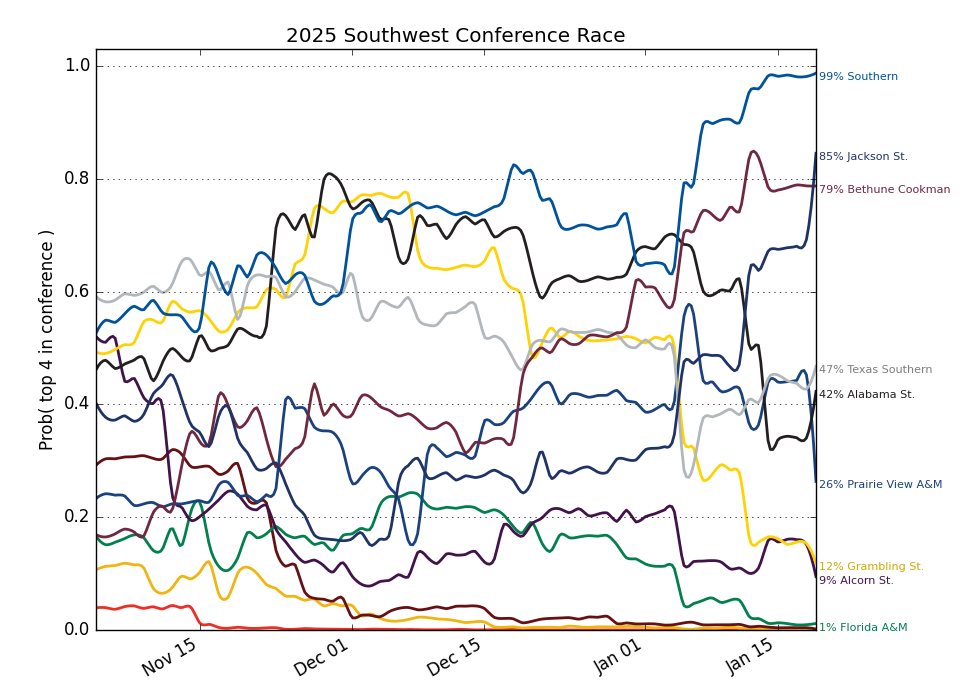 2025 Southwest Conference Race
Prob( top 4 in conference )
1.0
0.8
0.6
0.4
0.2
0.0
Nov 15
Dec 01
Dec 15
Jan 01
Jan 15
99% Southern
85% Jackson St.
79% Bethune Cookman
47% Texas Southern
42% Alabama St.
26% Prairie View A&M
12% Grambling St.
9% Alcorn St.
1% Florida A&M